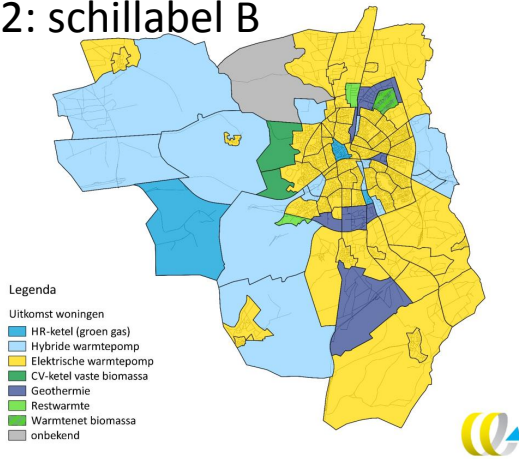 2: schillabel B
Legenda
Uitkomst woningen
HR-ketel (groen gas)
Hybride warmtepomp
Elektrische warmtepomp
CV-ketel vaste biomassa
Geothermie
Restwarmte
Warmtenet biomassa
onbekend